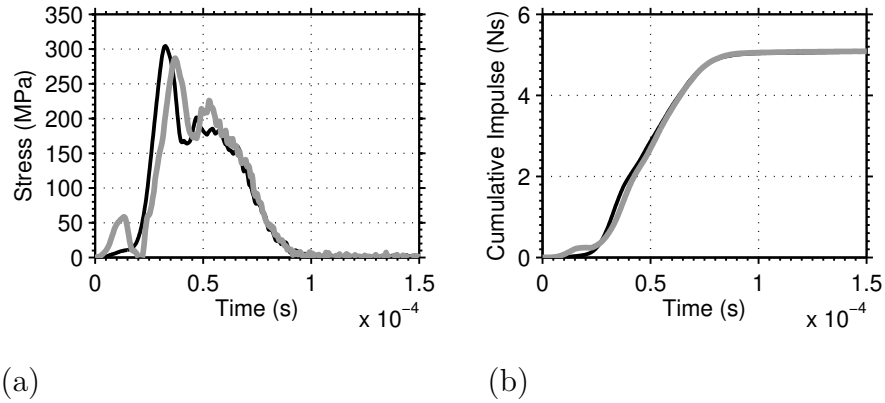 350
300
250
200
150
100
50
0
Stress (MPa)
0 0.5 1 1.5
Time (s)
x 10⁻⁴
(a)
6
4
2
0
Cumulative Impulse (Ns)
0 0.5 1 1.5
Time (s)
x 10⁻⁴
(b)